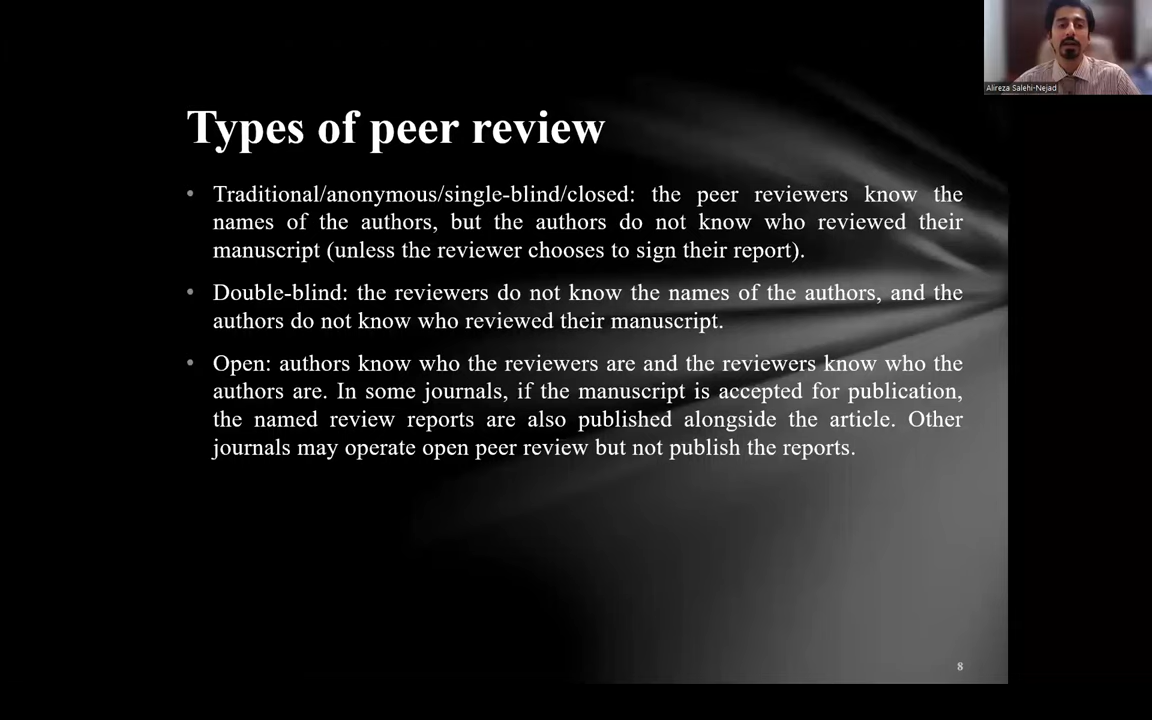 Alireza Salehi-Nejad
Types of peer review
• Traditional/anonymous/single-blind/closed: the peer reviewers know the
names of the authors, but the authors do not know who reviewed their
manuscript (unless the reviewer chooses to sign their report).
• Double-blind: the reviewers do not know the names of the authors, and the
authors do not know who reviewed their manuscript.
• Open: authors know who the reviewers are and the reviewers know who the
authors are. In some journals, if the manuscript is accepted for publication,
the named review reports are also published alongside the article. Other
journals may operate open peer review but not publish the reports.
8